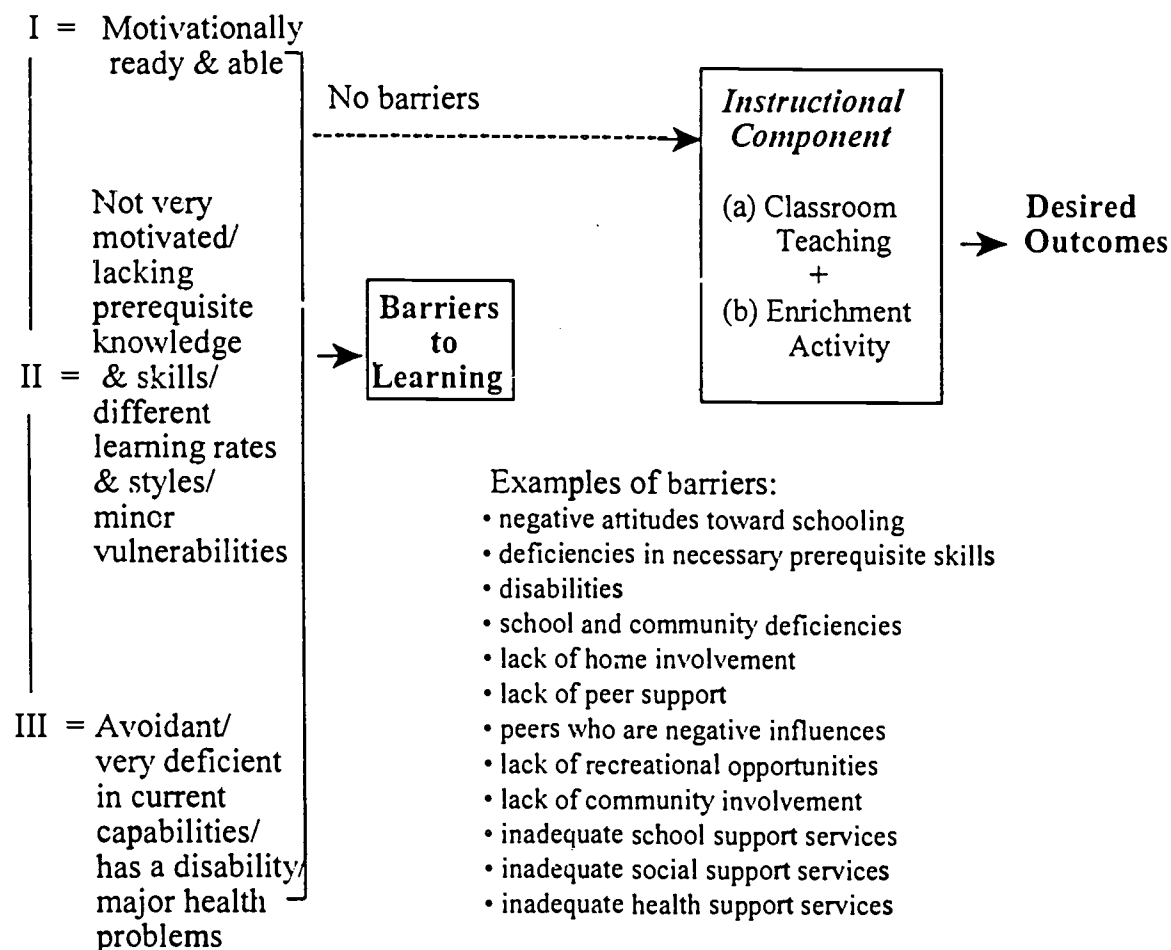 I = Motivationally
ready & able
No barriers
Instructional
Component
(a) Classroom
Teaching
+
(b) Enrichment
Activity
Desired
Outcomes
Not very
motivated/
lacking
prerequisite
knowledge
II = & skills/
different
learning rates
& styles/
minor
vulnerabilities
Barriers
to
Learning
III = Avoidant/
very deficient
in current
capabilities/
has a disability/
major health
problems
Examples of barriers:
• negative attitudes toward schooling
• deficiencies in necessary prerequisite skills
• disabilities
• school and community deficiencies
• lack of home involvement
• lack of peer support
• peers who are negative influences
• lack of recreational opportunities
• lack of community involvement
• inadequate school support services
• inadequate social support services
• inadequate health support services